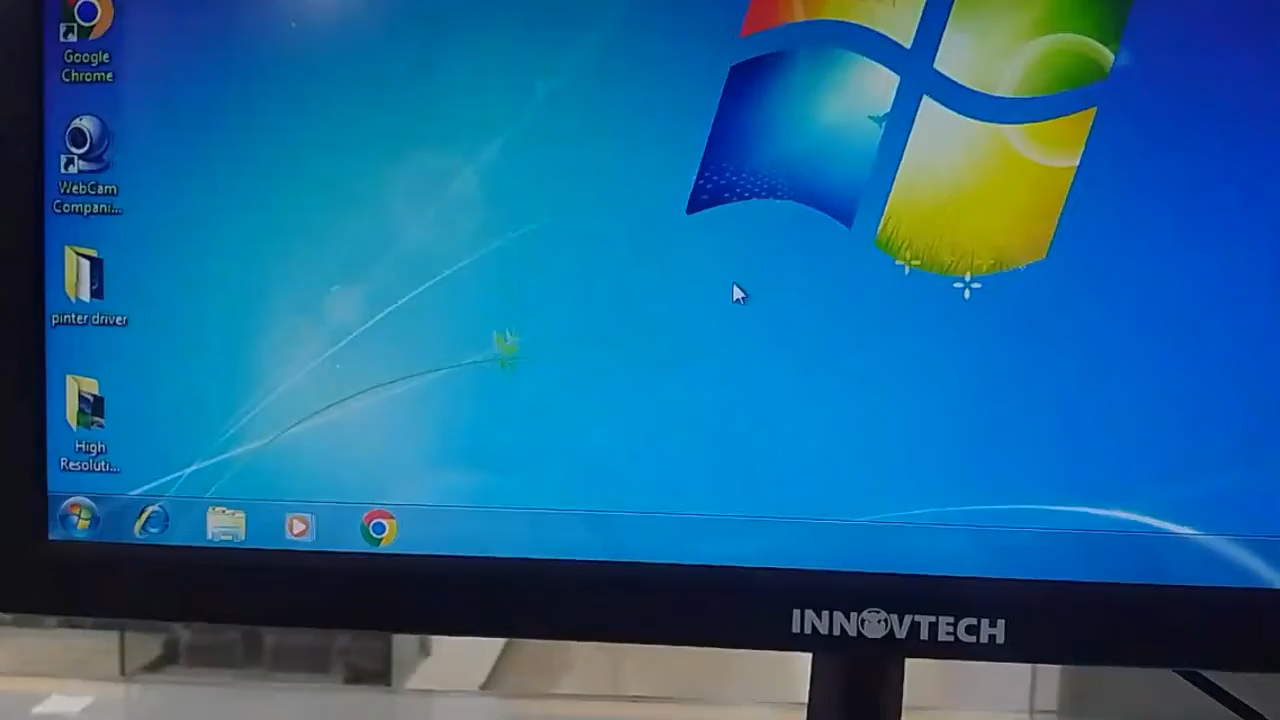 Google
Chrome
WebCam
Compani...
pinter driver
High
Resoluti...
INNOVTECH